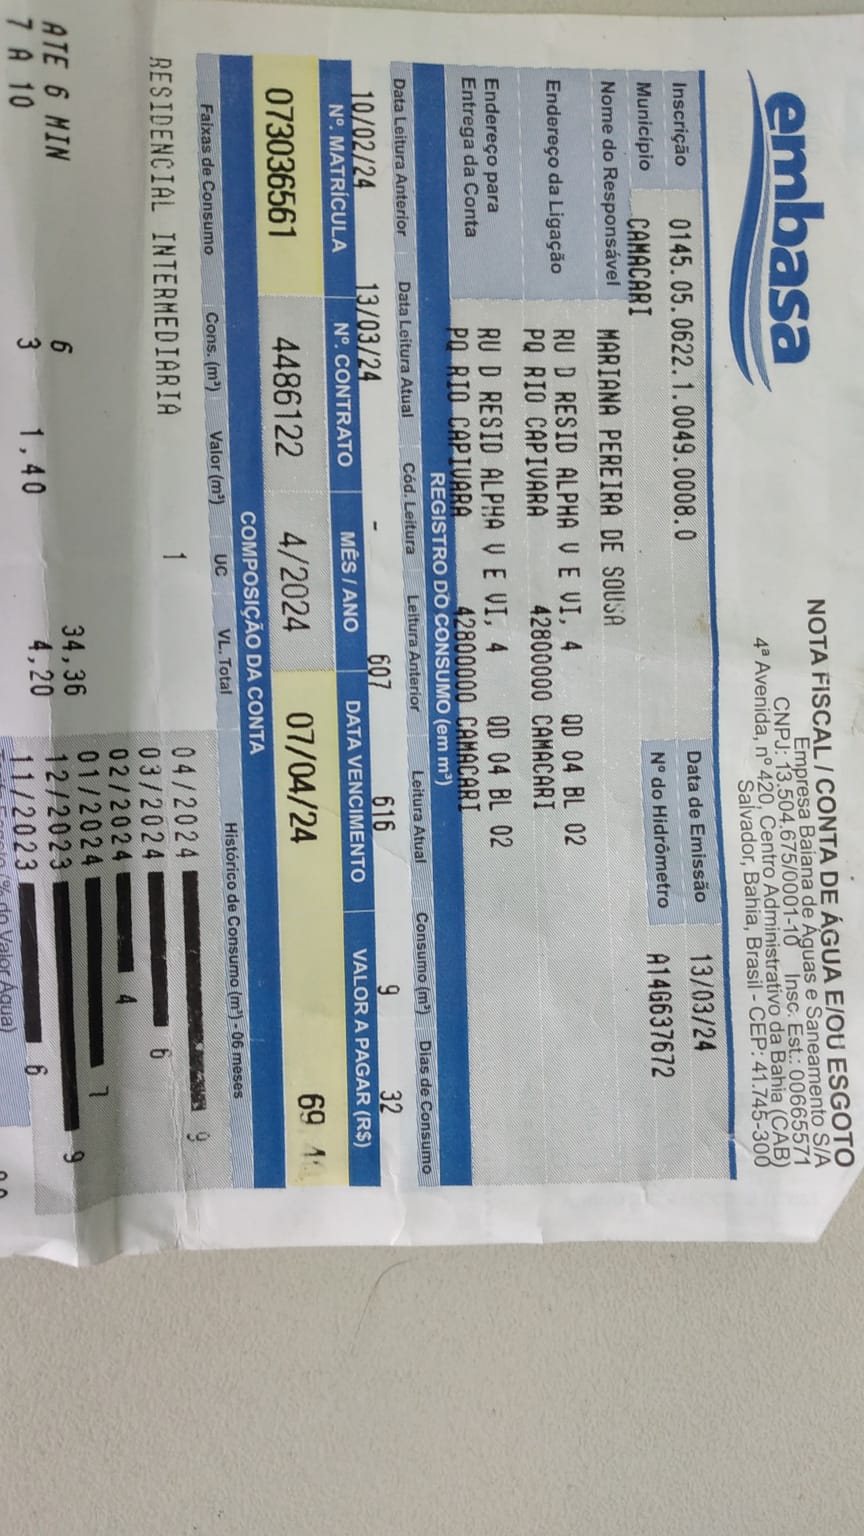 embasa
NOTA FISCAL / CONTA DE ÁGUA E/OU ESGOTO
Empresa Baiana de Águas e Saneamento S/A
CNPJ: 13.504.675/0001-10 Insc. Est.: 00665571
4ª Avenida, nº 420, Centro Administrativo da Bahia (CAB)
Salvador, Bahia, Brasil - CEP: 41.745-300
Inscrição 0145.05.0622.1.0049.0008.0 Data de Emissão 13/03/24
Município CAMACARI Nº do Hidrômetro A14G637672
Nome do Responsável MARIANA PEREIRA DE SOUSA
Endereço da Ligação RU D RESID ALPHA V E VI, 4 QD 04 BL 02
PQ RIO CAPIVARA 42800000 CAMACARI
Endereço para Entrega da Conta RU D RESID ALPHA V E VI, 4 QD 04 BL 02
PQ RIO CAPIVARA 42800000 CAMACARI
REGISTRO DO CONSUMO (em m³)
Data Leitura Anterior Data Leitura Atual Cód. Leitura Leitura Anterior Leitura Atual Consumo (m³) Dias de Consumo
10/02/24 13/03/24 - 607 616 9 32
Nº. MATRÍCULA Nº. CONTRATO MÊS / ANO DATA VENCIMENTO VALOR A PAGAR (R$)
073036561 4486122 4/2024 07/04/24 69
COMPOSIÇÃO DA CONTA
Faixas de Consumo Cons. (m³) Valor (m³) UC VL. Total Histórico de Consumo (m³) - 06 meses
RESIDENCIAL INTERMEDIARIA 1
04/2024 9
03/2024 6
02/2024 4
01/2024 7
ATE 6 MIN 6 34,36 12/2023 9
7 A 10 3 1,40 4,20 11/2023 6